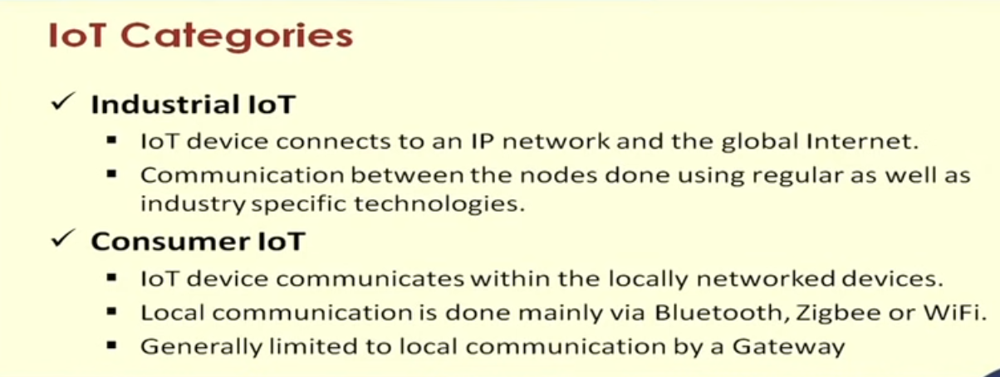 IoT Categories
✓ Industrial IoT
▪ IoT device connects to an IP network and the global Internet.
▪ Communication between the nodes done using regular as well as
industry specific technologies.
✓ Consumer IoT
▪ IoT device communicates within the locally networked devices.
▪ Local communication is done mainly via Bluetooth, Zigbee or WiFi.
▪ Generally limited to local communication by a Gateway